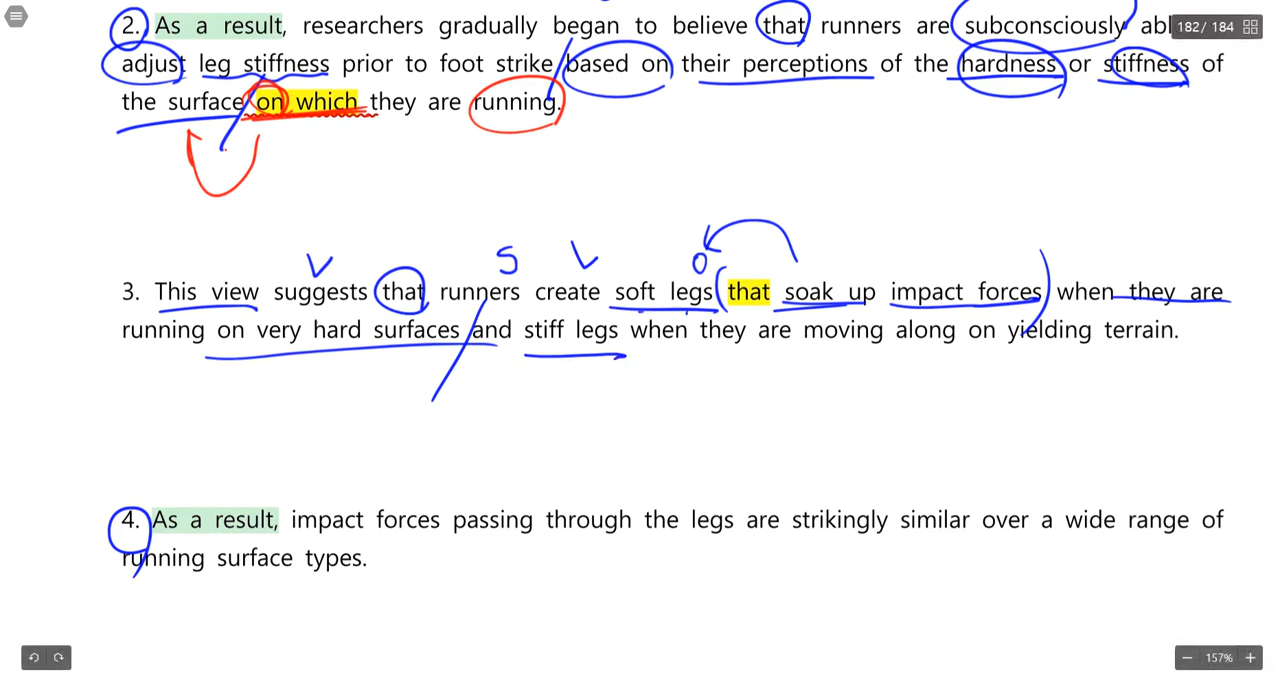 2. As a result, researchers gradually began to believe that runners are subconsciously
182 / 184
adjust leg stiffness prior to foot strike based on their perceptions of the hardness or stiffness of
the surface on which they are running.
V S V O
3. This view suggests that runners create soft legs that soak up impact forces when they are
running on very hard surfaces and stiff legs when they are moving along on yielding terrain.
4. As a result, impact forces passing through the legs are strikingly similar over a wide range of
running surface types.
157%